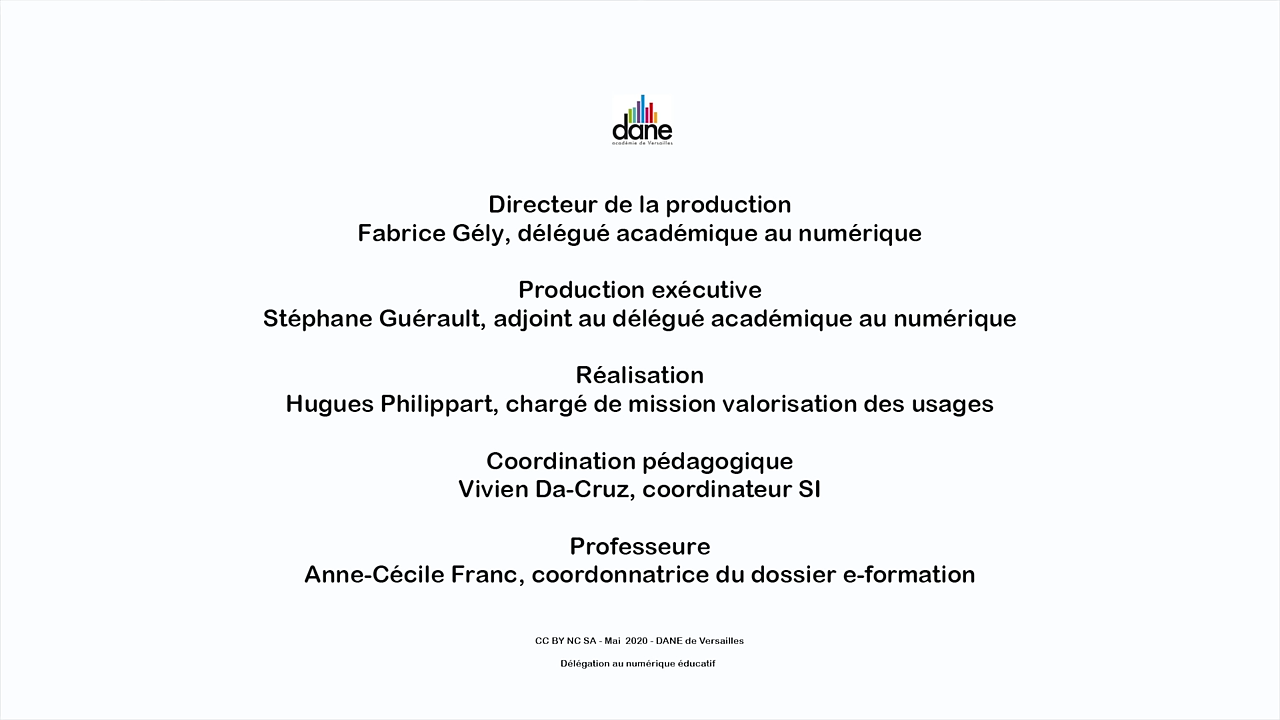 dane
académie de Versailles
Directeur de la production
Fabrice Gély, délégué académique au numérique
Production exécutive
Stéphane Guérault, adjoint au délégué académique au numérique
Réalisation
Hugues Philippart, chargé de mission valorisation des usages
Coordination pédagogique
Vivien Da-Cruz, coordinateur SI
Professeure
Anne-Cécile Franc, coordonnatrice du dossier e-formation
CC BY NC SA - Mai 2020 - DANE de Versailles
Délégation au numérique éducatif